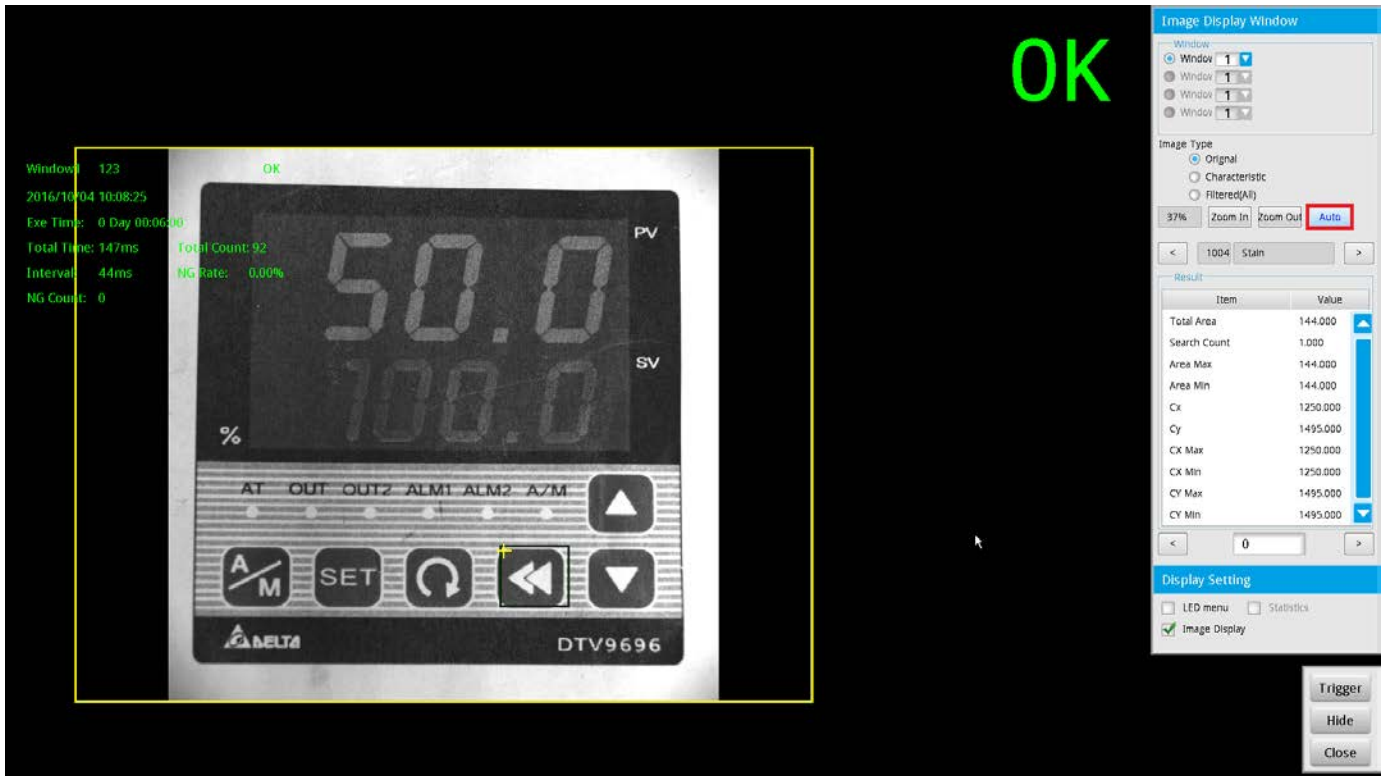 OK
Window1 123 OK
2016/10/04 10:08:25
Exe Time: 0 Day 00:06:00
Total Time: 147ms Total Count: 92
Interval: 44ms NG Rate: 0.00%
NG Count: 0
50.0
PV
SV
100.0
%
AT OUT OUT2 ALM1 ALM2 A/M
A/M
SET
DELTA
DTV9696
Image Display Window
Window
Windov 1
Windov 1
Windov 1
Windov 1
Image Type
Orignal
Characteristic
Filtered(All)
37% Zoom In Zoom Out Auto
< 1004 Stain >
Result
Item Value
Total Area 144.000
Search Count 1.000
Area Max 144.000
Area Min 144.000
Cx 1250.000
Cy 1495.000
CX Max 1250.000
CX Min 1250.000
CY Max 1495.000
CY Min 1495.000
< 0 >
Display Setting
LED menu Statistics
Image Display
Trigger
Hide
Close